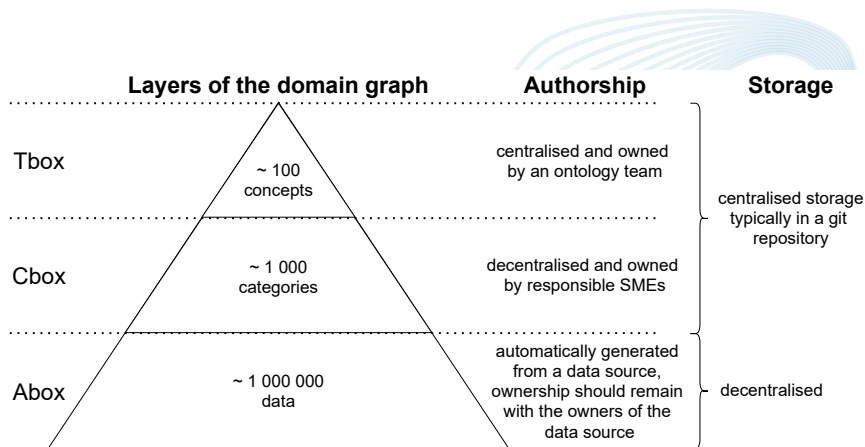 Layers of the domain graph
Authorship
Storage
Tbox
~ 100
concepts
centralised and owned
by an ontology team
centralised storage
typically in a git
repository
Cbox
~ 1 000
categories
decentralised and owned
by responsible SMEs
Abox
~ 1 000 000
data
automatically generated
from a data source,
ownership should remain
with the owners of the
data source
decentralised